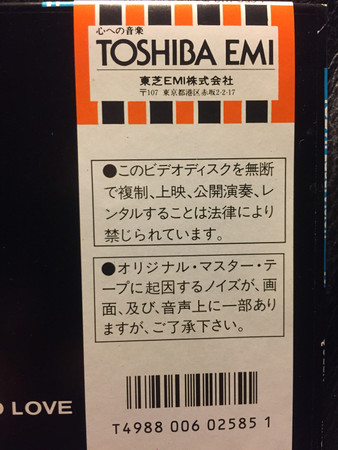 心への音楽
TOSHIBA EMI
東芝EMI株式会社
〒107 東京都港区赤坂2-2-17
●このビデオディスクを無断
で複制、上映、公開演奏、レ
ンタルすることは法律により
禁じられています。
●オリジナル・マスター・テ
ープに起因するノイズが、画
面、及び、音声上に一部あり
ますが、ご了承下さい。
LOVE
T4988 006 02585 1